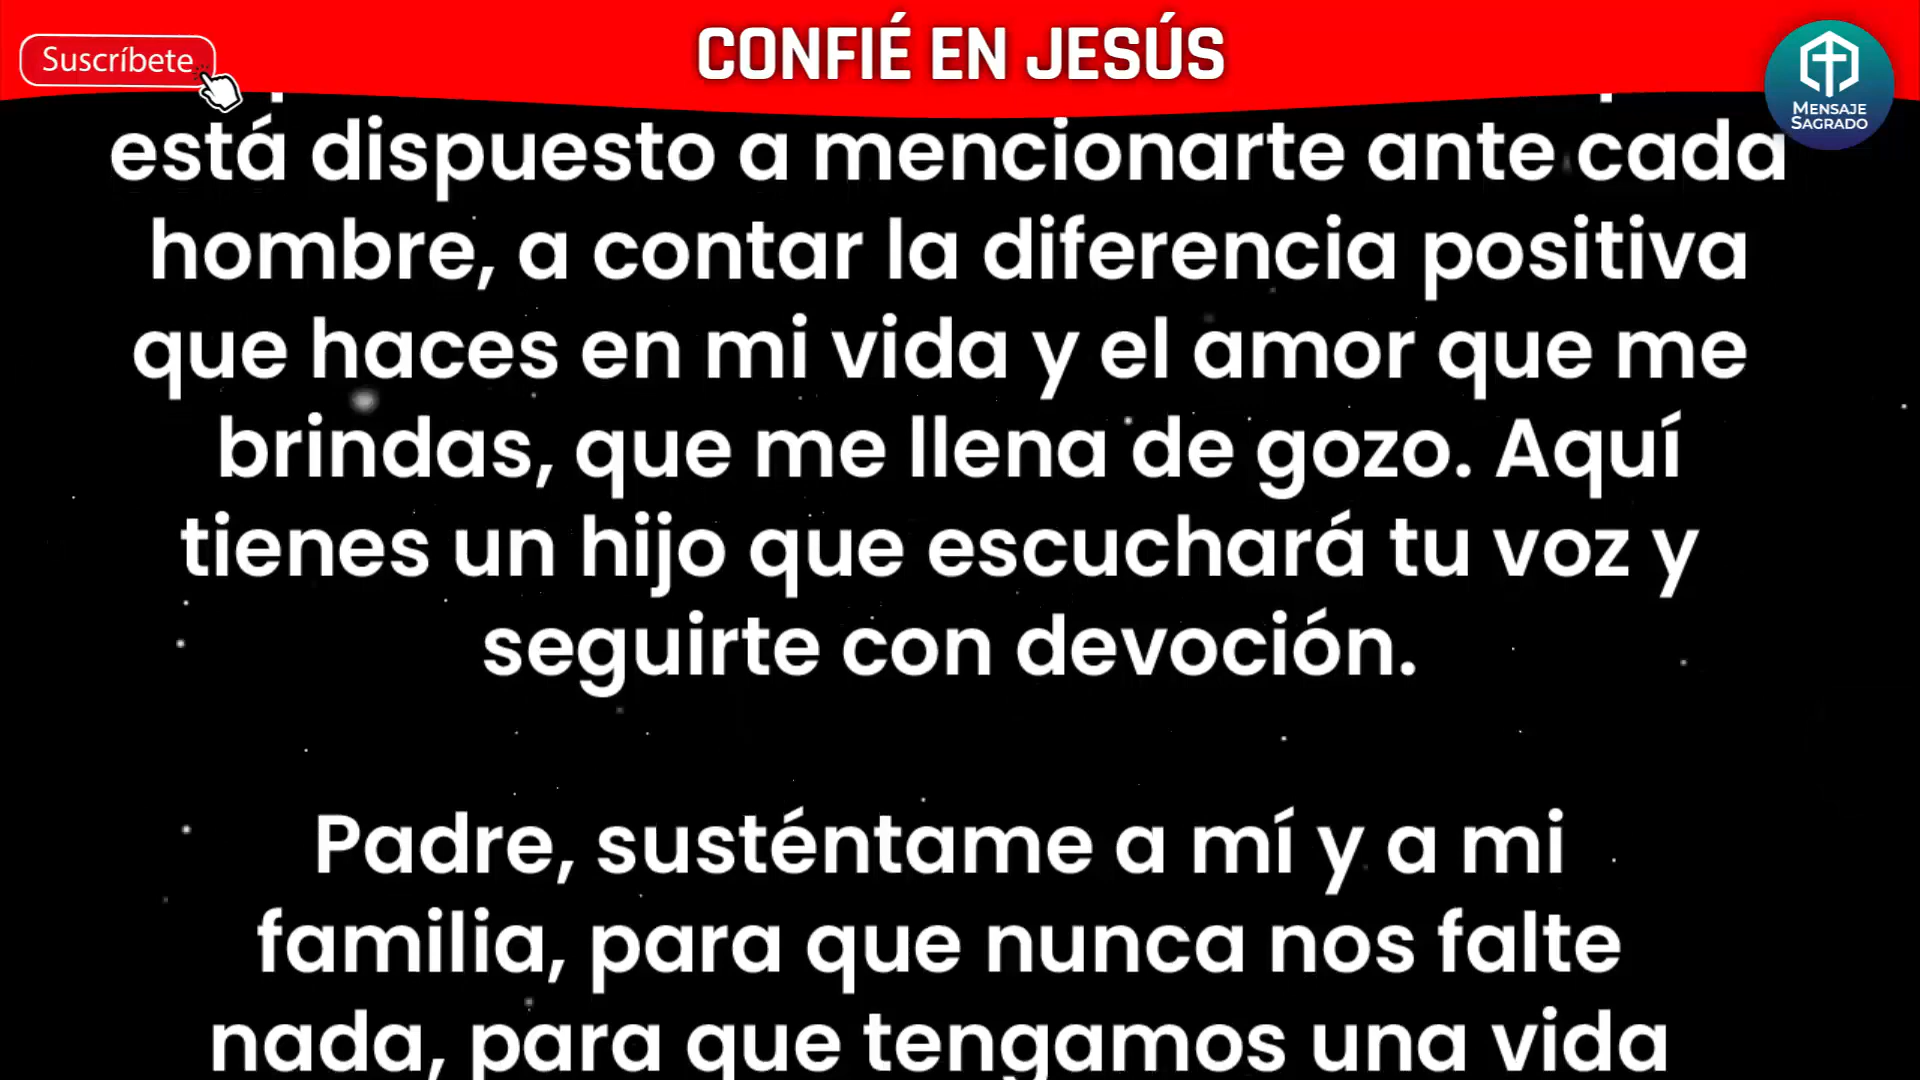 Suscríbete
CONFIÉ EN JESÚS
MENSAJE
SAGRADO
está dispuesto a mencionarte ante cada
hombre, a contar la diferencia positiva
que haces en mi vida y el amor que me
brindas, que me llena de gozo. Aquí
tienes un hijo que escuchará tu voz y
seguirte con devoción.
Padre, susténtame a mí y a mi
familia, para que nunca nos falte
nada, para que tengamos una vida